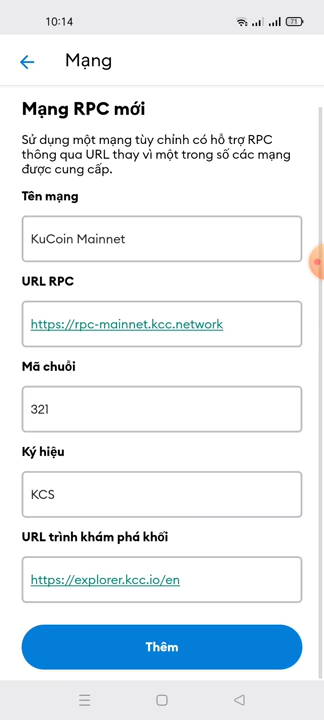 10:14
71
Mạng
Mạng RPC mới
Sử dụng một mạng tùy chỉnh có hỗ trợ RPC
thông qua URL thay vì một trong số các mạng
được cung cấp.
Tên mạng
KuCoin Mainnet
URL RPC
https://rpc-mainnet.kcc.network
Mã chuỗi
321
Ký hiệu
KCS
URL trình khám phá khối
https://explorer.kcc.io/en
Thêm